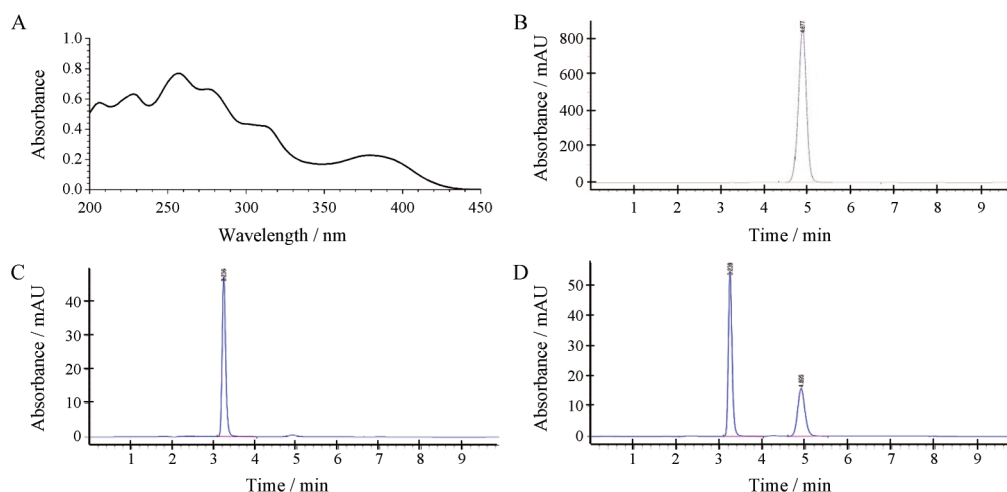 A
Absorbance
1.0
0.8
0.6
0.4
0.2
0.0
200 250 300 350 400 450
Wavelength / nm
B
Absorbance / mAU
800
600
400
200
0
1 2 3 4 5 6 7 8 9
Time / min
C
Absorbance / mAU
40
30
20
10
0
1 2 3 4 5 6 7 8 9
Time / min
D
Absorbance / mAU
50
40
30
20
10
0
1 2 3 4 5 6 7 8 9
Time / min